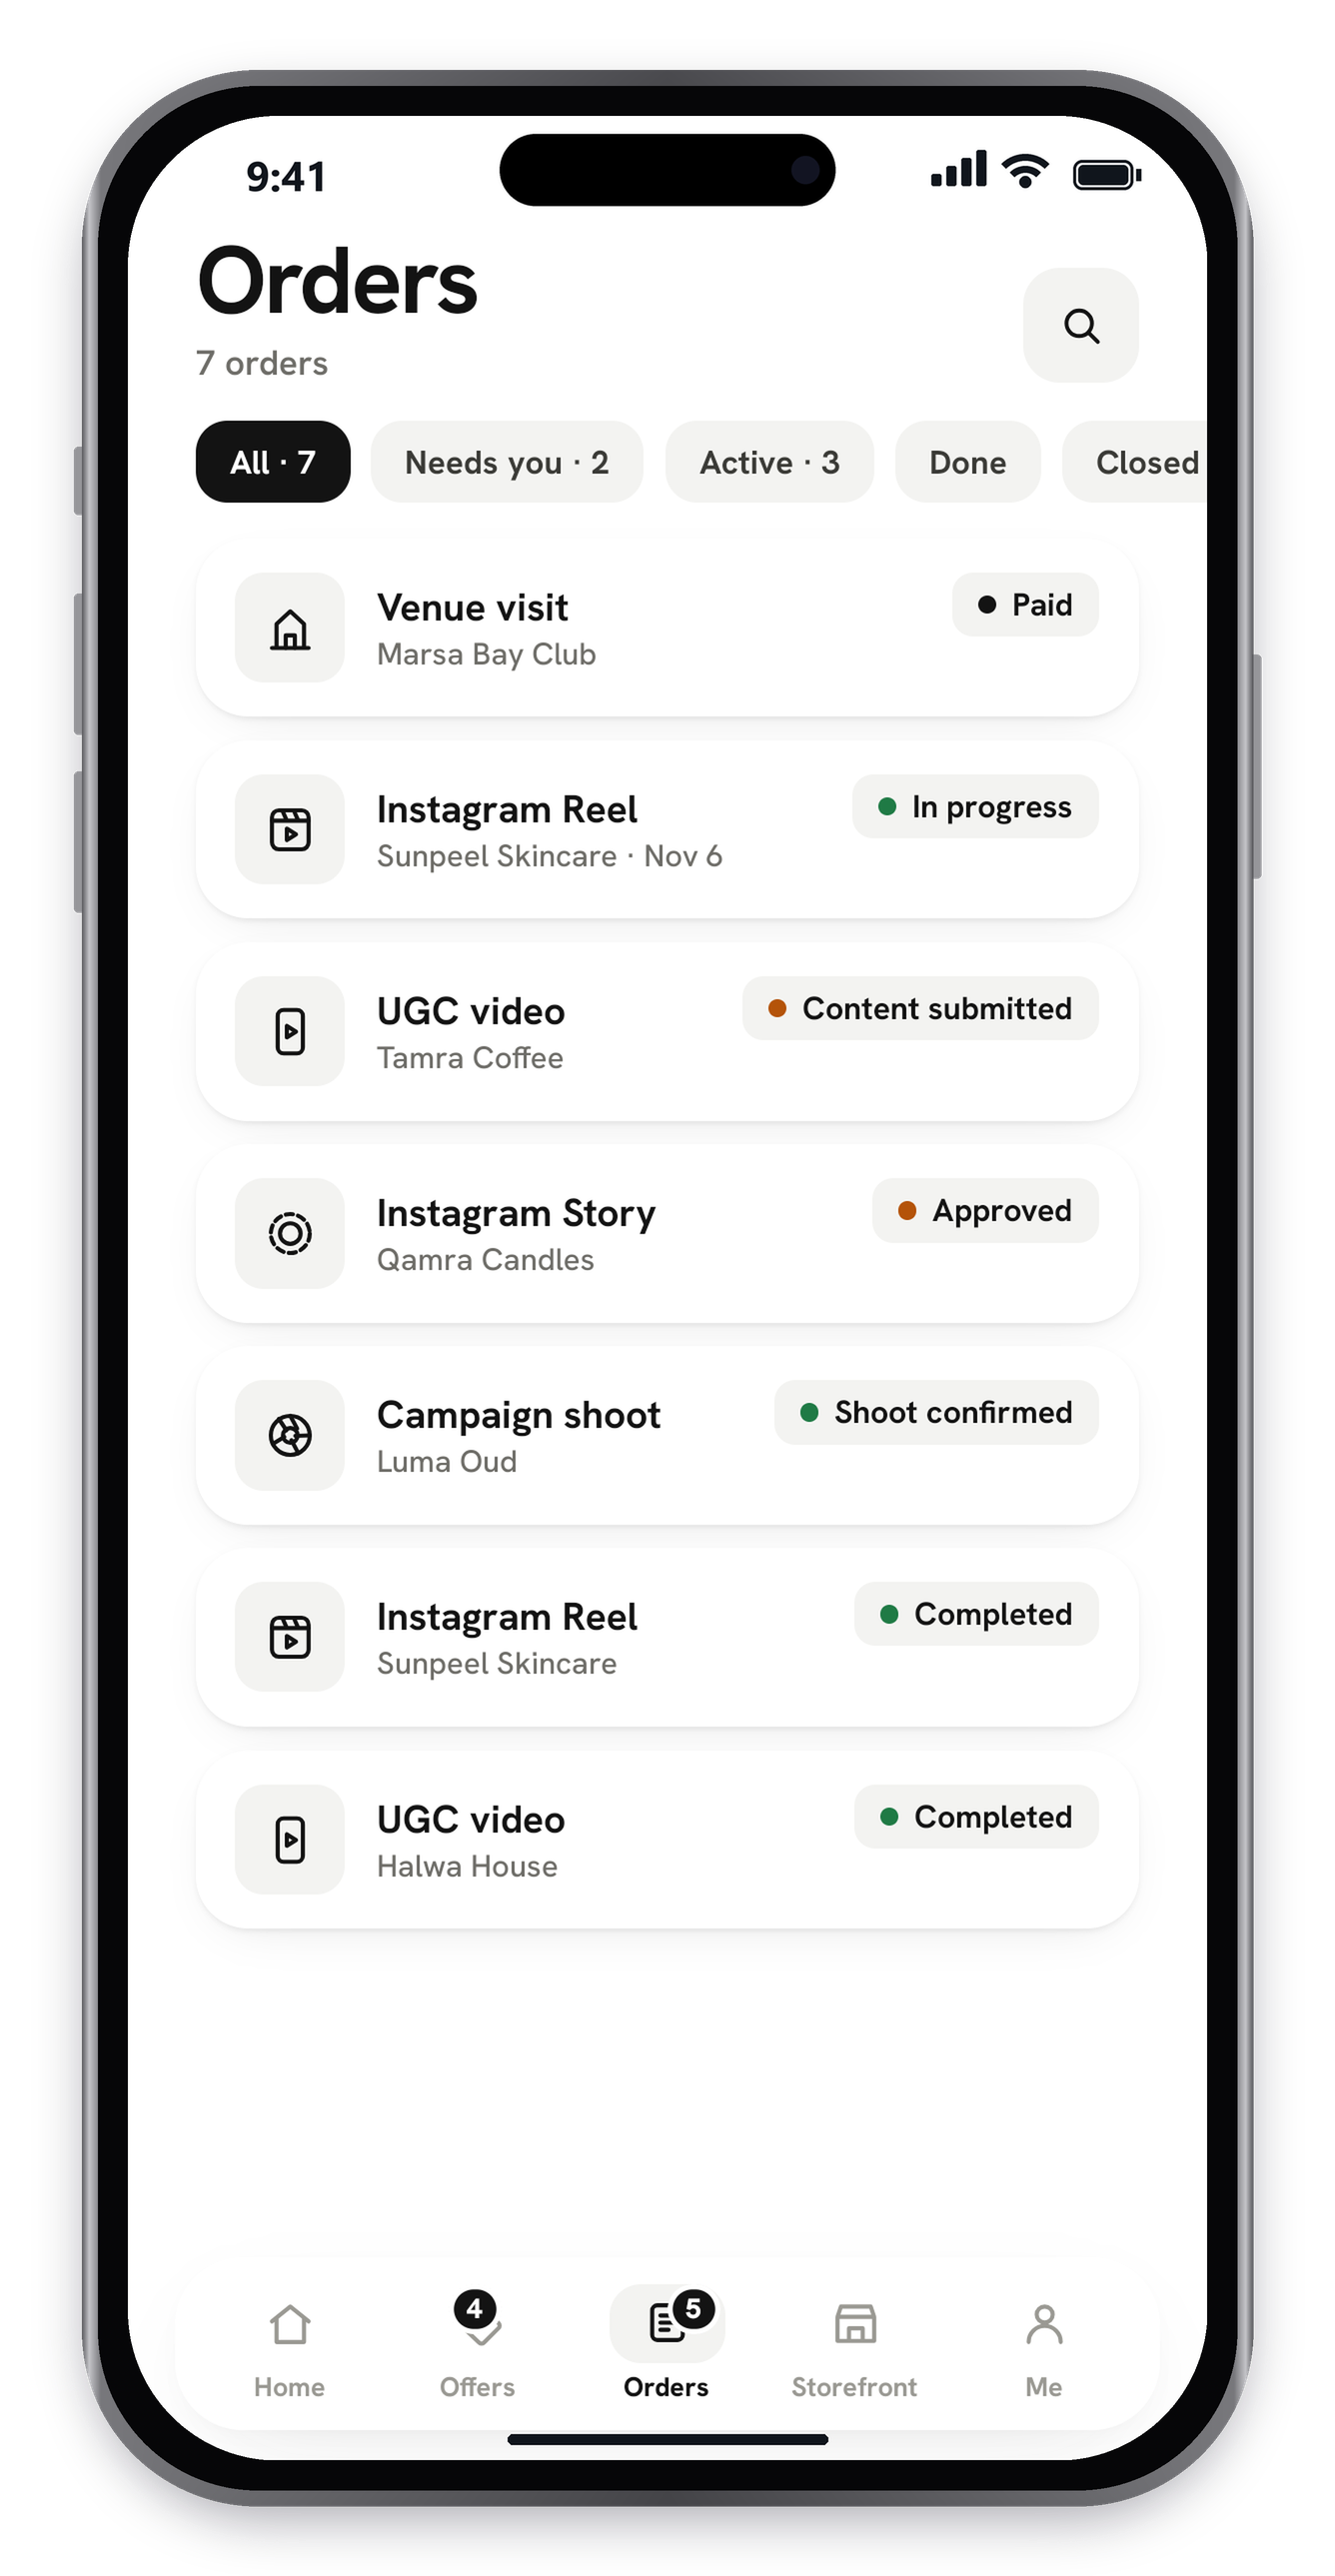 9:41
Orders
7 orders
All · 7
Needs you · 2
Active · 3
Done
Closed
Venue visit
Paid
Marsa Bay Club
Instagram Reel
In progress
Sunpeel Skincare · Nov 6
UGC video
Content submitted
Tamra Coffee
Instagram Story
Approved
Qamra Candles
Campaign shoot
Shoot confirmed
Luma Oud
Instagram Reel
Completed
Sunpeel Skincare
UGC video
Completed
Halwa House
4
5
Home
Offers
Orders
Storefront
Me